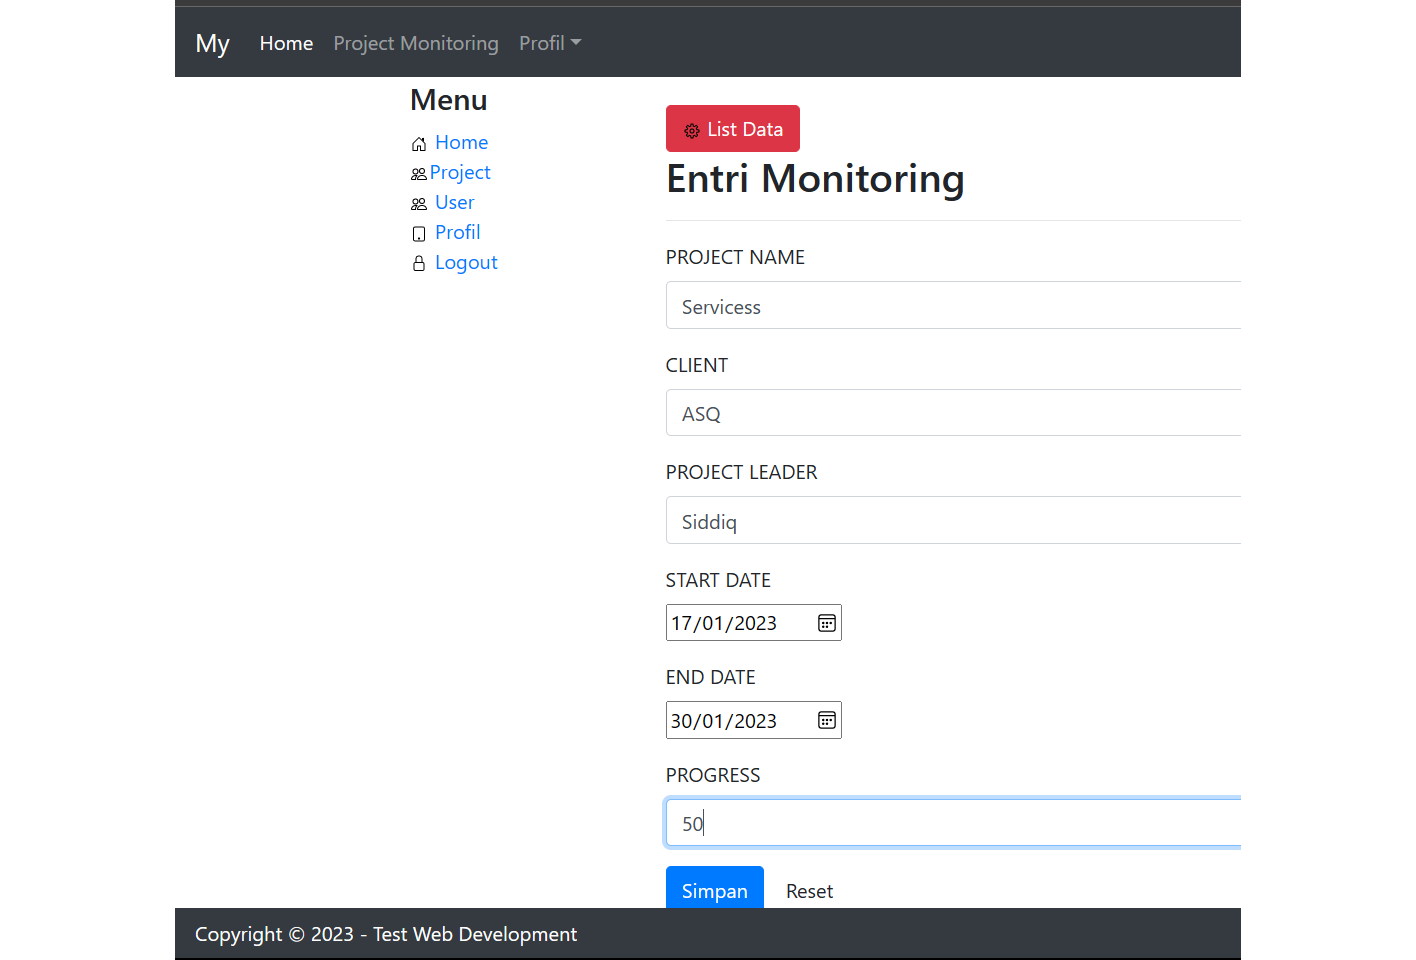 My Home Project Monitoring Profil
Menu
Home
Project
User
Profil
Logout
List Data
Entri Monitoring
PROJECT NAME
Servicess
CLIENT
ASQ
PROJECT LEADER
Siddiq
START DATE
17/01/2023
END DATE
30/01/2023
PROGRESS
50
Simpan Reset
Copyright © 2023 - Test Web Development